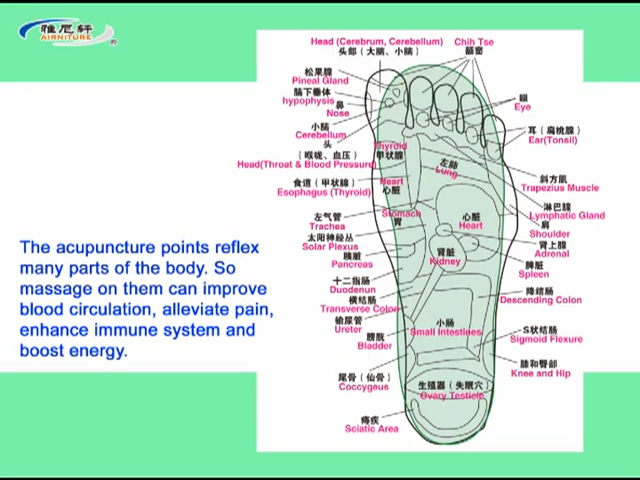 雅尼轩
AIRNITURE
®
Head (Cerebrum, Cerebellum)
头部（大脑、小脑）
Chih Tse
额窦
松果腺
Pineal Gland
脑下垂体
hypophysis
鼻
Nose
眼
Eye
小脑
Cerebellum
头
（喉咙、血压）
Head(Throat & Blood Pressure)
耳（扁桃腺）
Ear(Tonsil)
Thyroid
甲状腺
左肺
Lung
食道（甲状腺）
Esophagus (Thyroid)
Heart
心脏
斜方肌
Trapezius Muscle
淋巴腺
Lymphatic Gland
左气管
Trachea
Stomach
胃
心脏
Heart
肩
Shoulder
太阳神经丛
Solar Plexus
肾上腺
Adrenal
胰脏
Pancreas
肾脏
Kidney
脾脏
Spleen
The acupuncture points reflex
many parts of the body. So
massage on them can improve
blood circulation, alleviate pain,
enhance immune system and
boost energy.
十二指肠
Duodenun
横结肠
Transverse Colon
降结肠
Descending Colon
输尿管
Ureter
小肠
Small Intestines
S状结肠
Sigmoid Flexure
膀胱
Bladder
膝和臀部
Knee and Hip
尾骨（仙骨）
Coccygeus
生殖器（失眠穴）
Ovary Testicle
痔疾
Sciatic Area